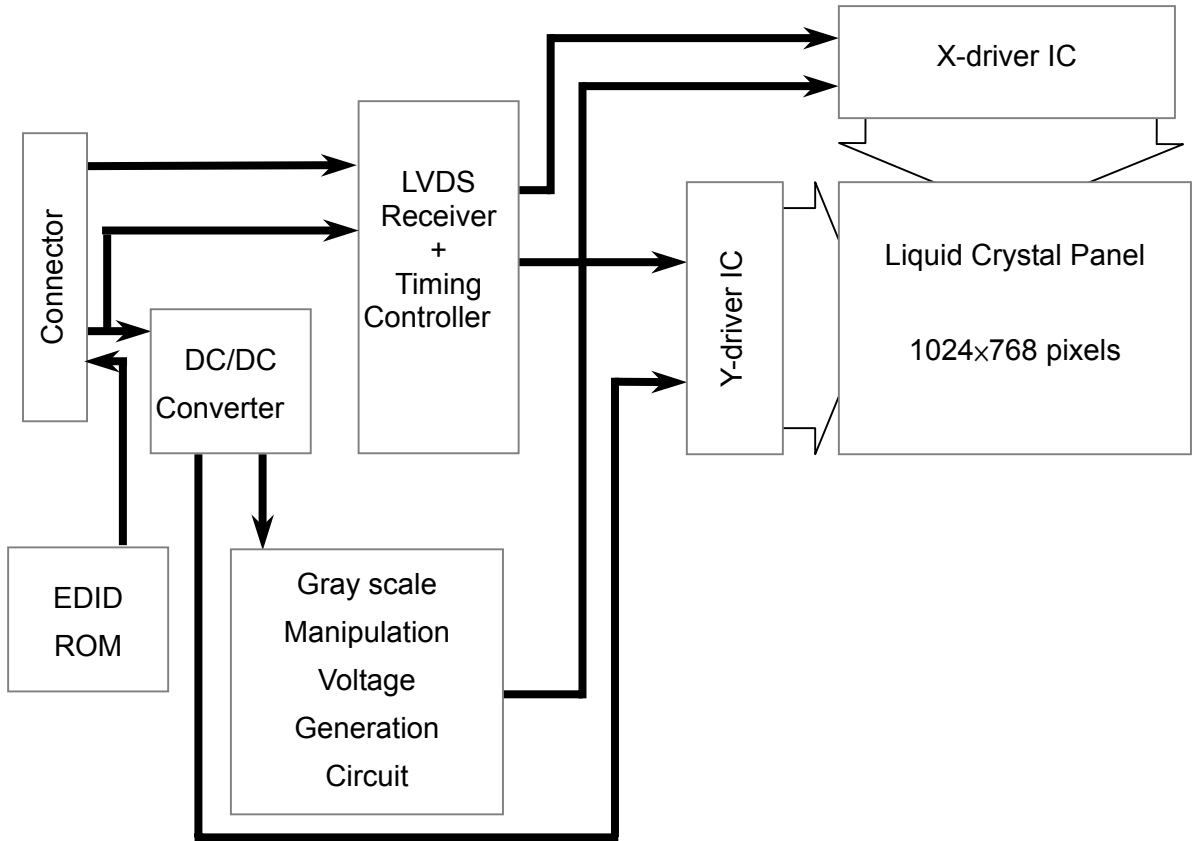 X-driver IC
Connector
LVDS
Receiver
+
Timing
Controller
Y-driver IC
Liquid Crystal Panel
1024×768 pixels
DC/DC
Converter
EDID
ROM
Gray scale
Manipulation
Voltage
Generation
Circuit